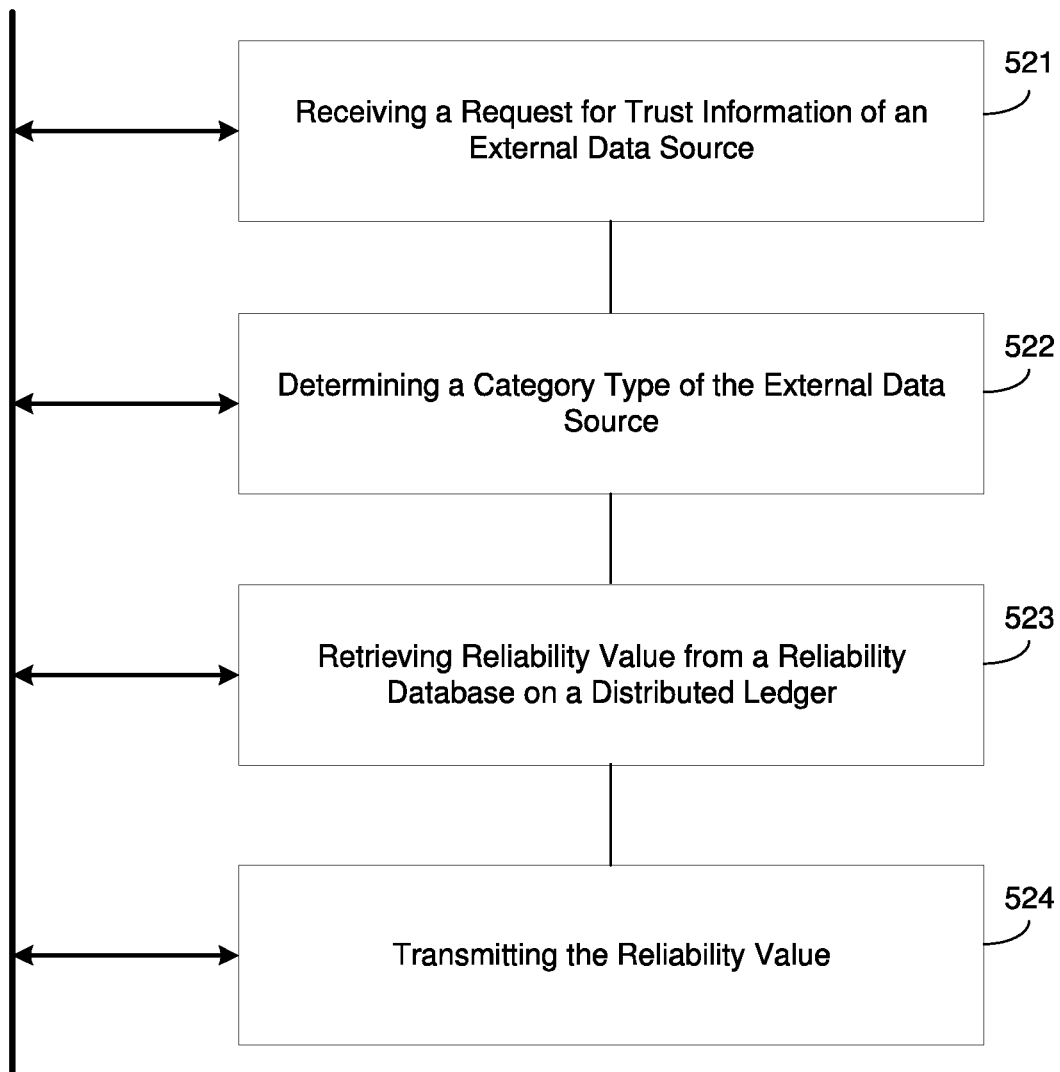 521
Receiving a Request for Trust Information of an
External Data Source
522
Determining a Category Type of the External Data
Source
523
Retrieving Reliability Value from a Reliability
Database on a Distributed Ledger
524
Transmitting the Reliability Value